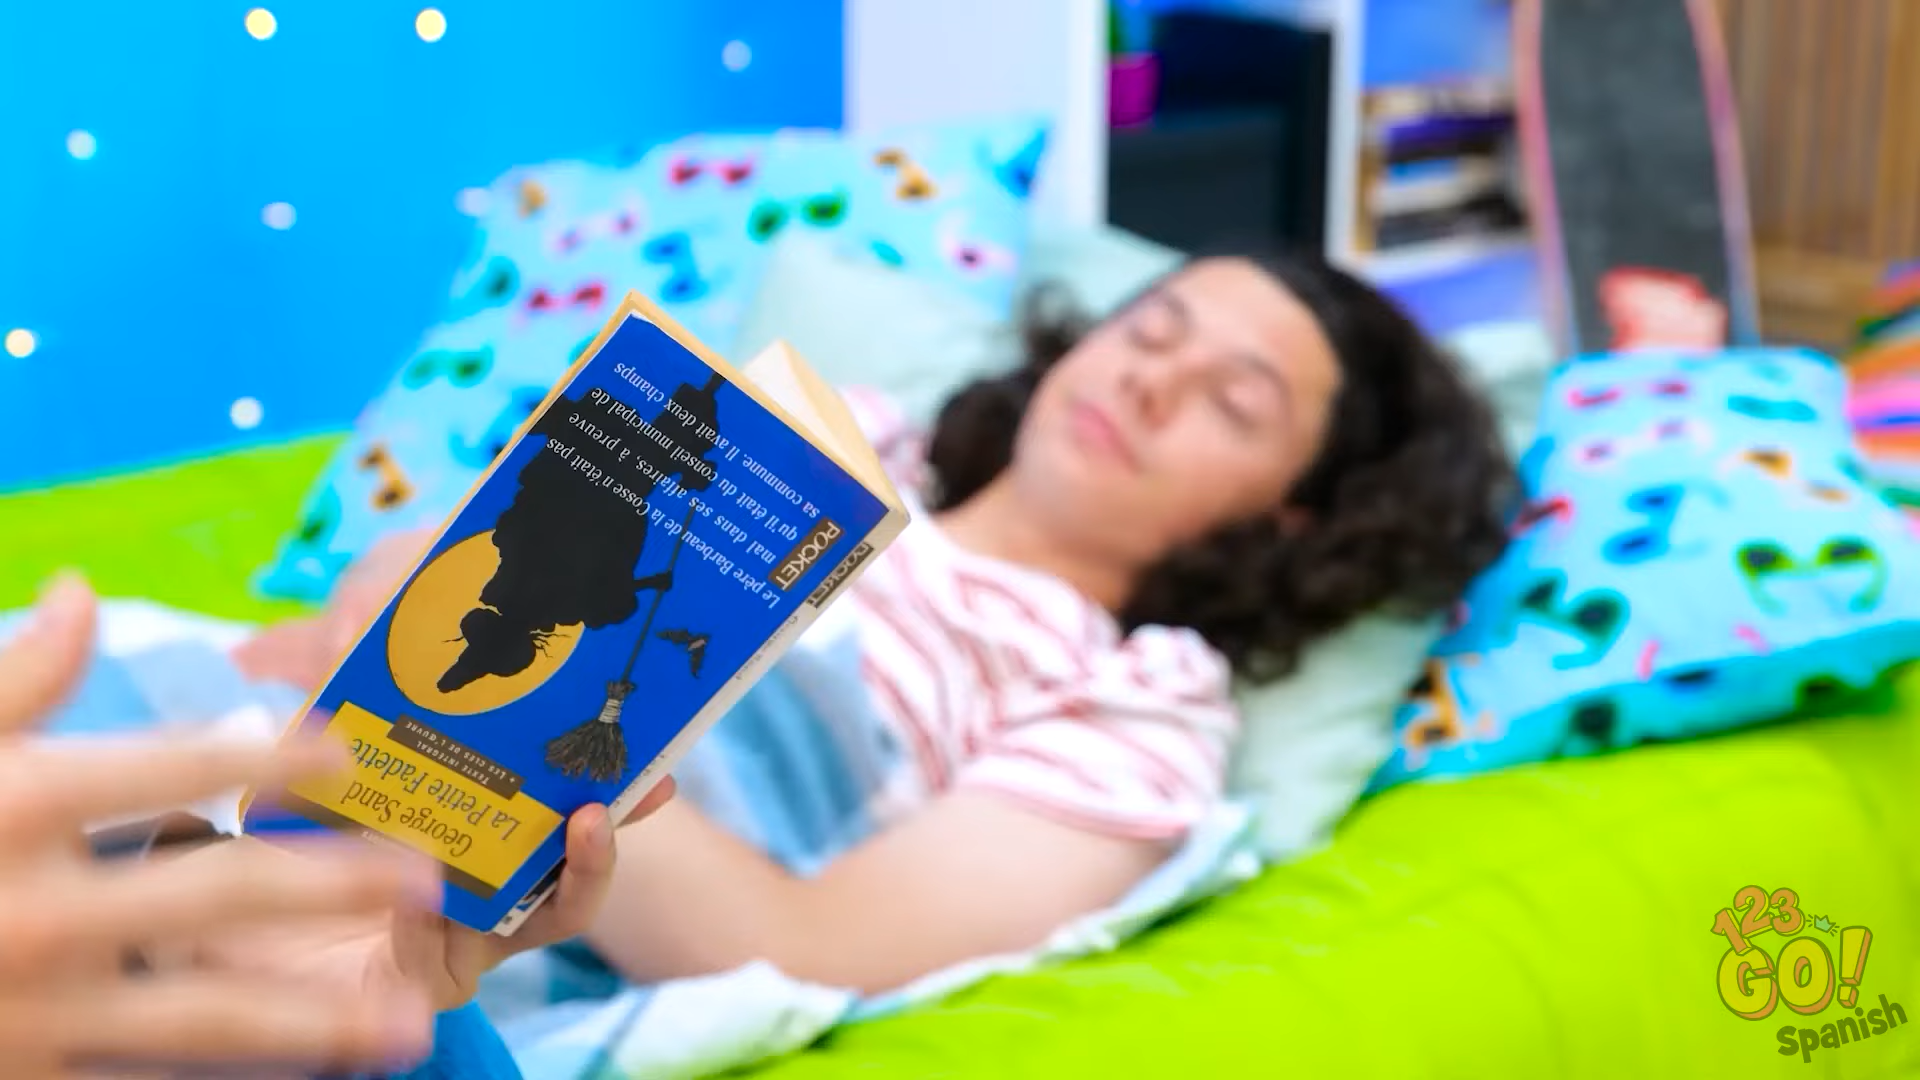 Le père Barbeau de la Cosse n'était pas
mal dans ses affaires, à preuve
qu'il était du conseil municipal de
sa commune. Il avait deux champs
POCKET
POCKET
TEXTE INTÉGRAL
+ LES CLÉS DE L'ŒUVRE
La Petite Fadette
George Sand
123
GO!
Spanish